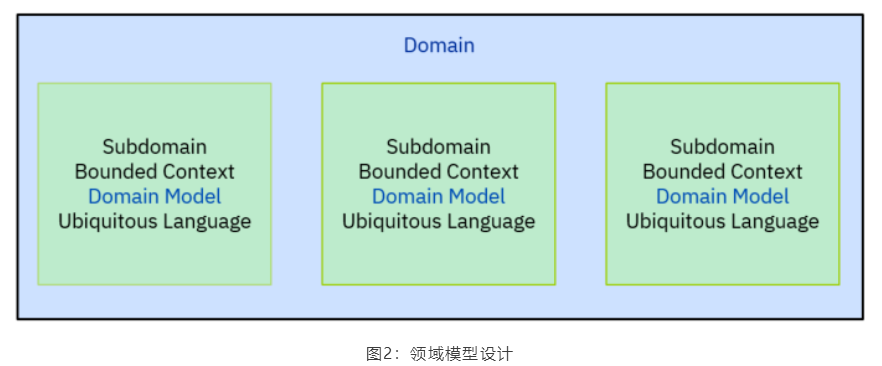 Domain
Subdomain
Bounded Context
Domain Model
Ubiquitous Language
Subdomain
Bounded Context
Domain Model
Ubiquitous Language
Subdomain
Bounded Context
Domain Model
Ubiquitous Language
图2：领域模型设计